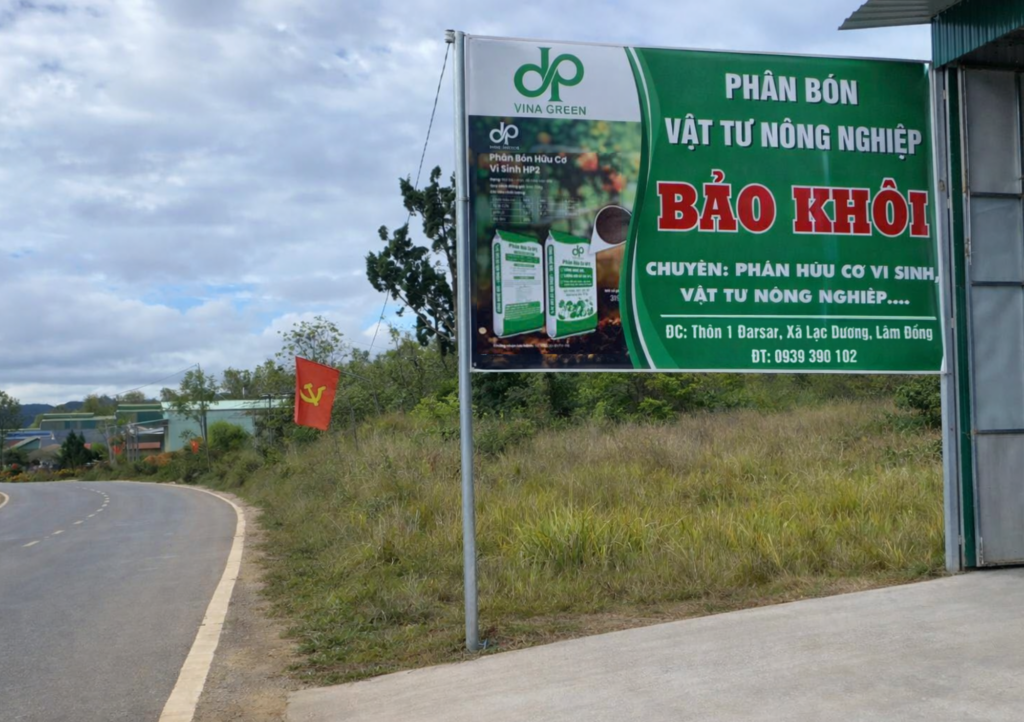 dp
VINA GREEN
dp
Phân Bón Hữu Cơ
Vi Sinh HP2
PHÂN BÓN
VẬT TƯ NÔNG NGHIỆP
BẢO KHÔI
CHUYÊN: PHÂN HỮU CƠ VI SINH,
VẬT TƯ NÔNG NGHIỆP....
ĐC: Thôn 1 Đarsar, Xã Lạc Dương, Lâm Đồng
ĐT: 0939 390 102